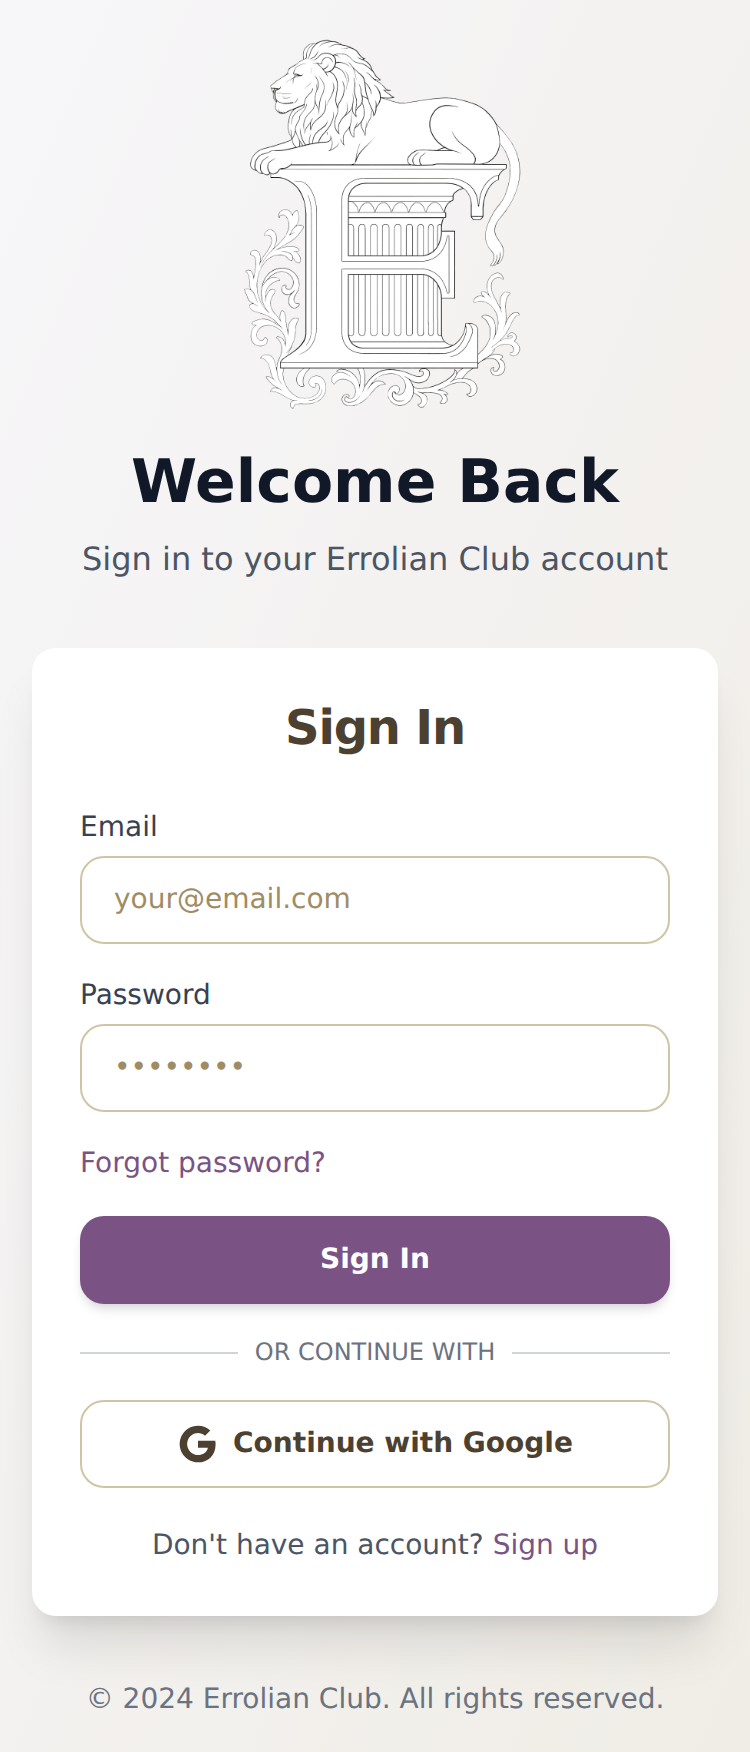 E
Welcome Back
Sign in to your Errolian Club account
Sign In
Email
your@email.com
Password
••••••••
Forgot password?
Sign In
OR CONTINUE WITH
G Continue with Google
Don't have an account? Sign up
© 2024 Errolian Club. All rights reserved.